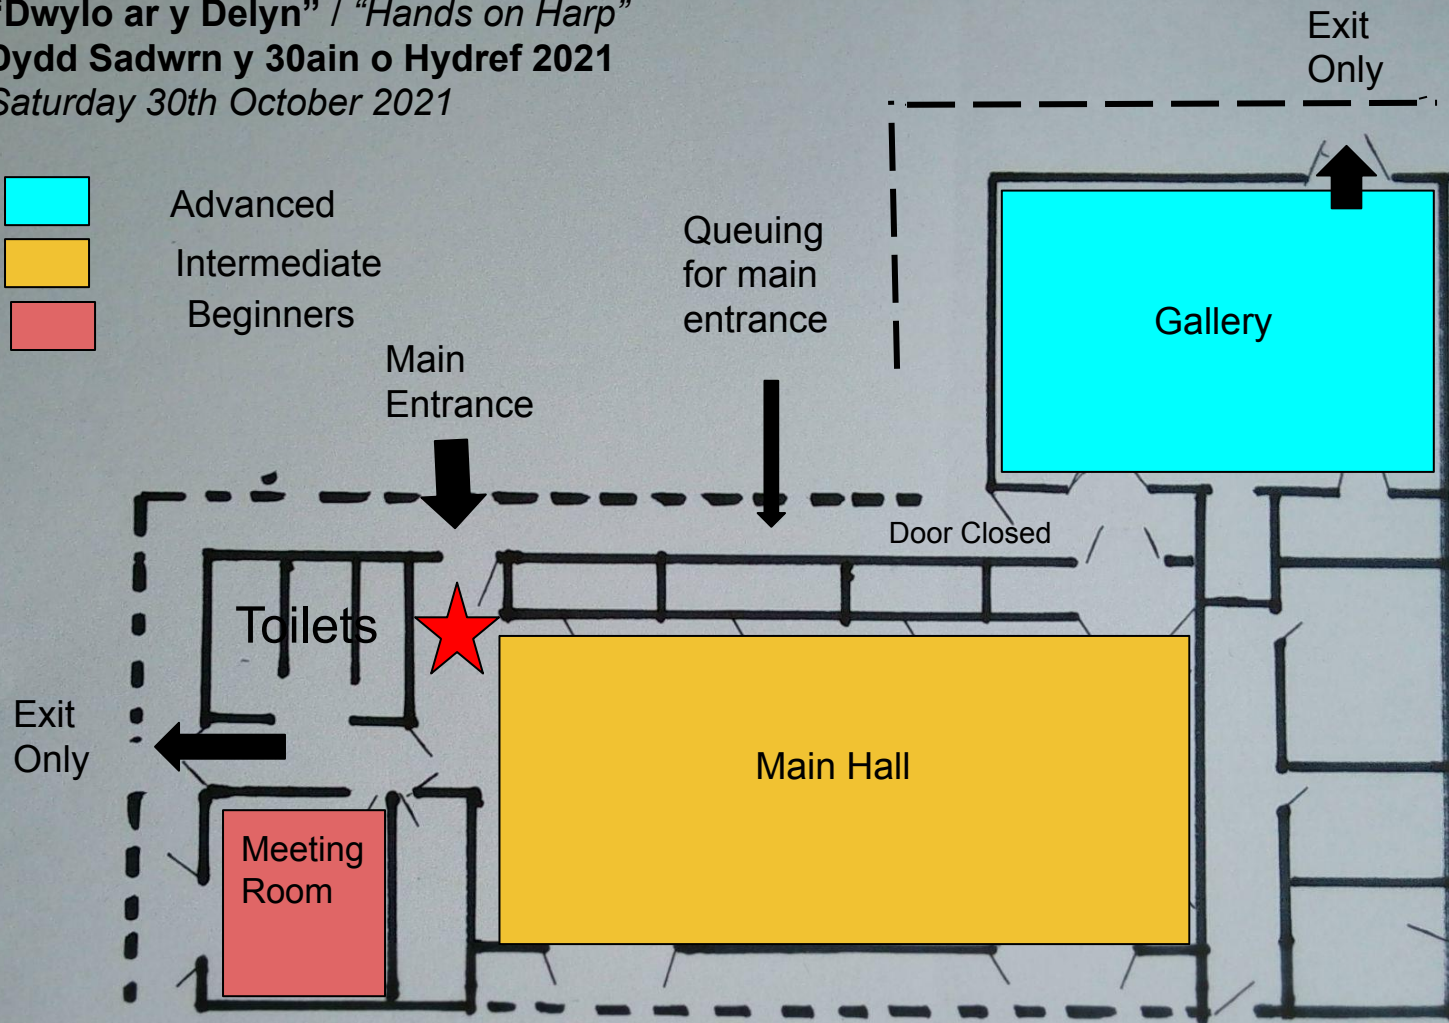 “Dwylo ar y Delyn” / “Hands on Harp”
Dydd Sadwrn y 30ain o Hydref 2021
Saturday 30th October 2021
Exit
Only
Advanced
Intermediate
Beginners
Queuing
for main
entrance
Main
Entrance
Gallery
Door Closed
Toilets
Exit
Only
Main Hall
Meeting
Room